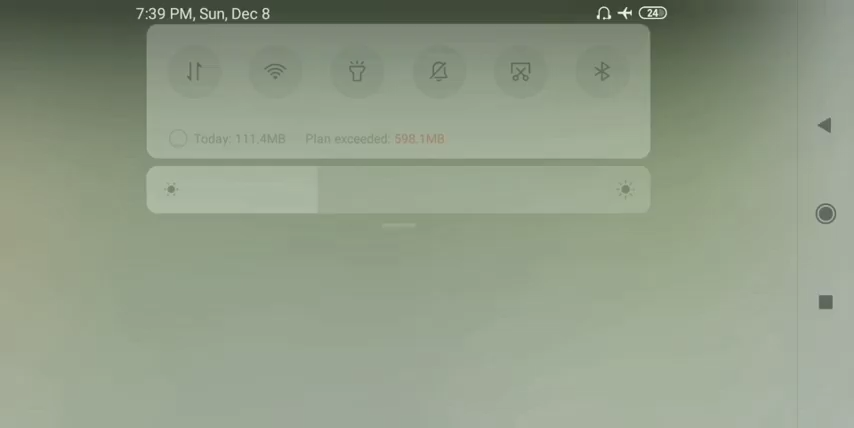 7:39 PM, Sun, Dec 8 24
Today: 111.4MB Plan exceeded: 598.1MB